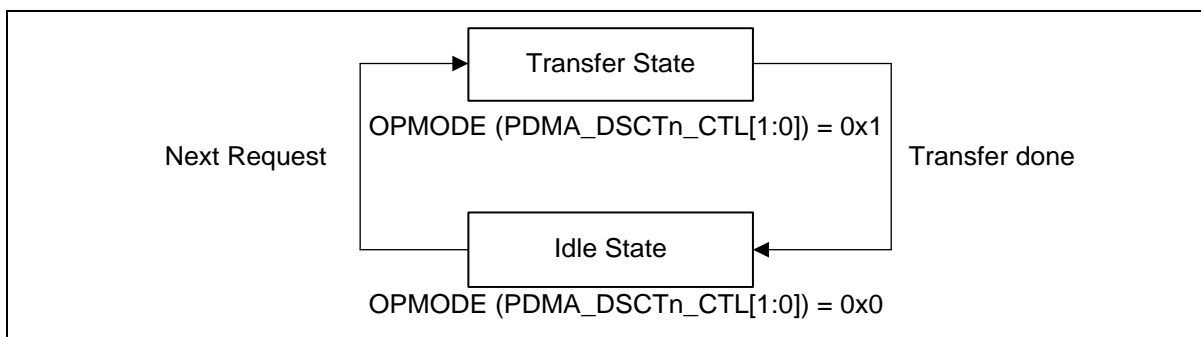 Transfer State
OPMODE (PDMA_DSCTn_CTL[1:0]) = 0x1
Next Request
Transfer done
Idle State
OPMODE (PDMA_DSCTn_CTL[1:0]) = 0x0